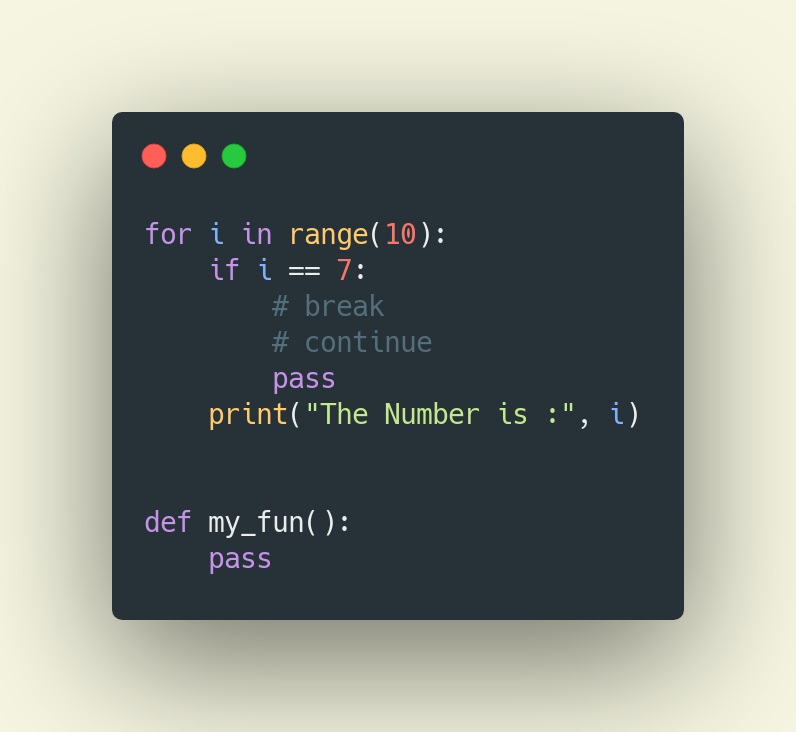 for i in range(10):
    if i == 7:
        # break
        # continue
        pass
    print("The Number is :", i)
def my_fun():
    pass